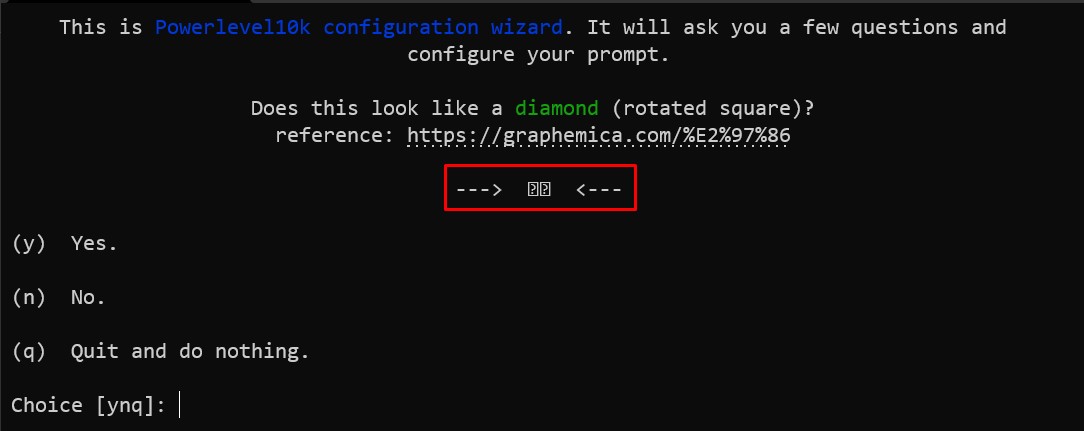 This is Powerlevel10k configuration wizard. It will ask you a few questions and
configure your prompt.
Does this look like a diamond (rotated square)?
reference: https://graphemica.com/%E2%97%86
---> <---
(y) Yes.
(n) No.
(q) Quit and do nothing.
Choice [ynq]: